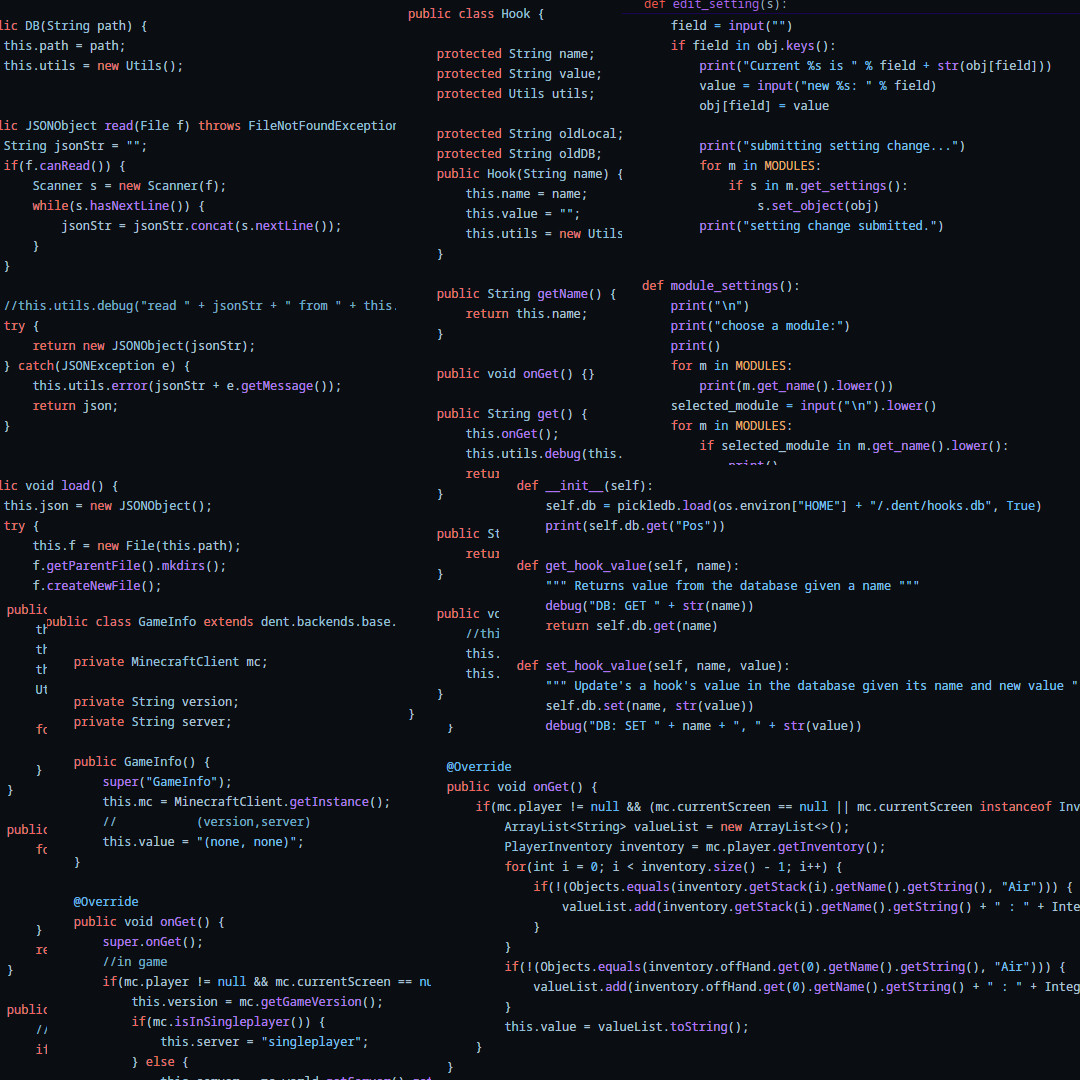 lic DB(String path) {
this.path = path;
this.utils = new Utils();
lic JSONObject read(File f) throws FileNotFoundException
String jsonStr = "";
if(f.canRead()) {
Scanner s = new Scanner(f);
while(s.hasNextLine()) {
jsonStr = jsonStr.concat(s.nextLine());
}
}
//this.utils.debug("read " + jsonStr + " from " + this.
try {
return new JSONObject(jsonStr);
} catch(JSONException e) {
this.utils.error(jsonStr + e.getMessage());
return json;
}
lic void load() {
this.json = new JSONObject();
try {
this.f = new File(this.path);
f.getParentFile().mkdirs();
f.createNewFile();
public
th
th
th
Ut
fo
}
}
public
fo
}
re
}
public
//
if
public class GameInfo extends dent.backends.base.
private MinecraftClient mc;
private String version;
private String server;
public GameInfo() {
super("GameInfo");
this.mc = MinecraftClient.getInstance();
// (version,server)
this.value = "(none, none)";
}
@Override
public void onGet() {
super.onGet();
//in game
if(mc.player != null && mc.currentScreen == nu
this.version = mc.getGameVersion();
if(mc.isInSingleplayer()) {
this.server = "singleplayer";
} else {
public class Hook {
protected String name;
protected String value;
protected Utils utils;
protected String oldLocal;
protected String oldDB;
public Hook(String name) {
this.name = name;
this.value = "";
this.utils = new Utils
}
public String getName() {
return this.name;
}
public void onGet() {}
public String get() {
this.onGet();
this.utils.debug(this.
retur
}
public St
retur
}
public vo
//thi
this.
this.
}
}
def edit_setting(s):
field = input("")
if field in obj.keys():
print("Current %s is " % field + str(obj[field]))
value = input("new %s: " % field)
obj[field] = value
print("submitting setting change...")
for m in MODULES:
if s in m.get_settings():
s.set_object(obj)
print("setting change submitted.")
def module_settings():
print("\n")
print("choose a module:")
print()
for m in MODULES:
print(m.get_name().lower())
selected_module = input("\n").lower()
for m in MODULES:
if selected_module in m.get_name().lower():
print()
def __init__(self):
self.db = pickledb.load(os.environ["HOME"] + "/.dent/hooks.db", True)
print(self.db.get("Pos"))
def get_hook_value(self, name):
""" Returns value from the database given a name """
debug("DB: GET " + str(name))
return self.db.get(name)
def set_hook_value(self, name, value):
""" Update's a hook's value in the database given its name and new value "
self.db.set(name, str(value))
debug("DB: SET " + name + ", " + str(value))
}
@Override
public void onGet() {
if(mc.player != null && (mc.currentScreen == null || mc.currentScreen instanceof Inv
ArrayList<String> valueList = new ArrayList<>();
PlayerInventory inventory = mc.player.getInventory();
for(int i = 0; i < inventory.size() - 1; i++) {
if(!(Objects.equals(inventory.getStack(i).getName().getString(), "Air"))) {
valueList.add(inventory.getStack(i).getName().getString() + " : " + Inte
}
}
if(!(Objects.equals(inventory.offHand.get(0).getName().getString(), "Air"))) {
valueList.add(inventory.offHand.get(0).getName().getString() + " : " + Integ
}
this.value = valueList.toString();
}
}